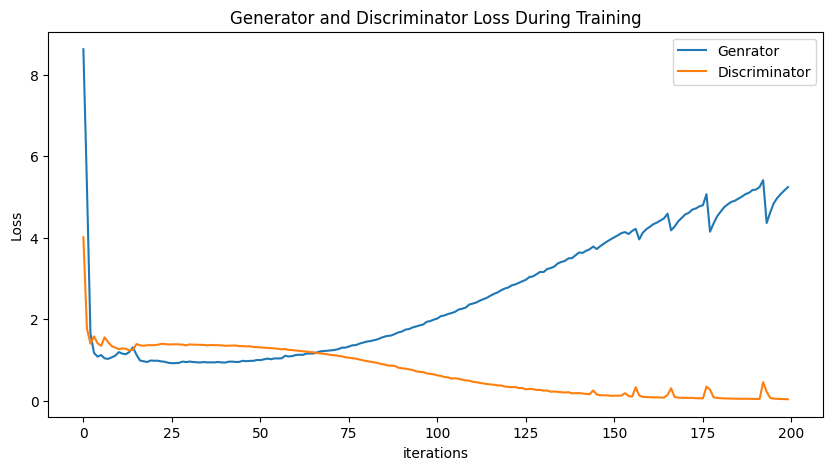 Generator and Discriminator Loss During Training
Genrator
Discriminator
Loss
8
6
4
2
0
0 25 50 75 100 125 150 175 200
iterations